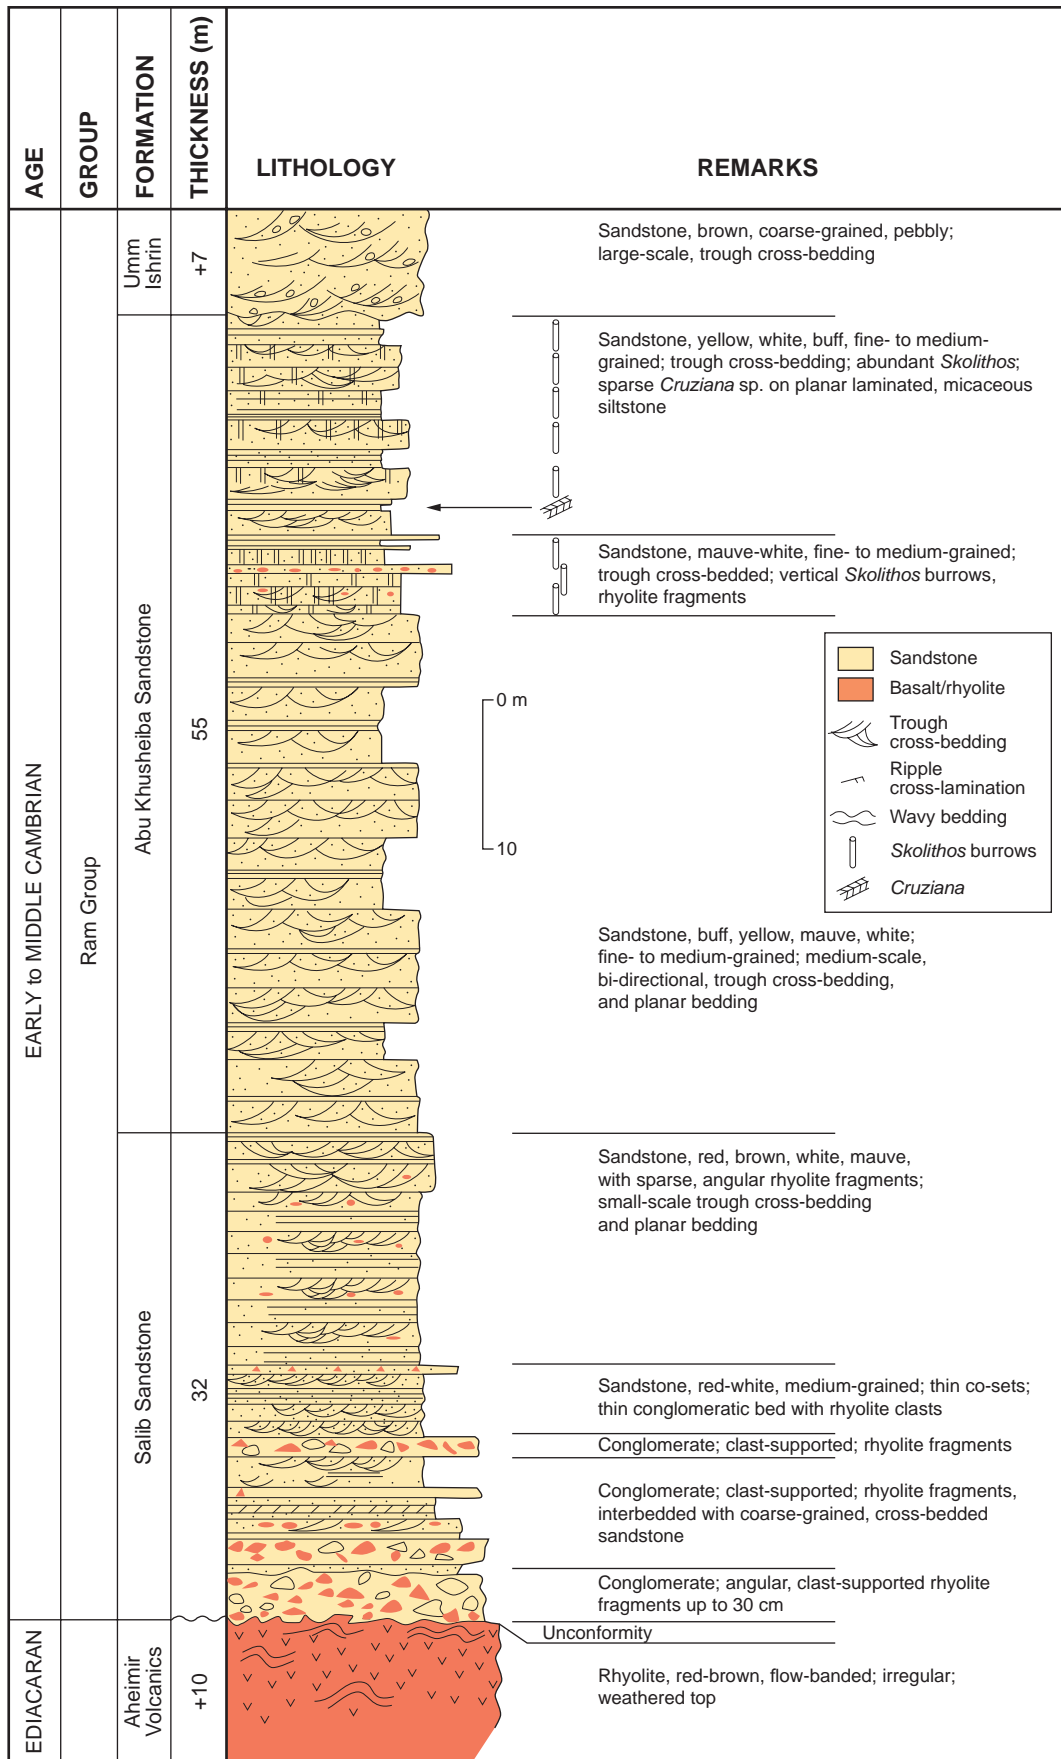 AGE
GROUP
FORMATION
THICKNESS (m)
LITHOLOGY
REMARKS
EARLY to MIDDLE CAMBRIAN
Ram Group
Umm
Ishrin
+7
Sandstone, brown, coarse-grained, pebbly;
large-scale, trough cross-bedding
Abu Khusheiba Sandstone
55
Sandstone, yellow, white, buff, fine- to medium-
grained; trough cross-bedding; abundant Skolithos;
sparse Cruziana sp. on planar laminated, micaceous
siltstone
Sandstone, mauve-white, fine- to medium-grained;
trough cross-bedded; vertical Skolithos burrows,
rhyolite fragments
0 m
10
Sandstone
Basalt/rhyolite
Trough
cross-bedding
Ripple
cross-lamination
Wavy bedding
Skolithos burrows
Cruziana
Sandstone, buff, yellow, mauve, white;
fine- to medium-grained; medium-scale,
bi-directional, trough cross-bedding,
and planar bedding
Salib Sandstone
32
Sandstone, red, brown, white, mauve,
with sparse, angular rhyolite fragments;
small-scale trough cross-bedding
and planar bedding
Sandstone, red-white, medium-grained; thin co-sets;
thin conglomeratic bed with rhyolite clasts
Conglomerate; clast-supported; rhyolite fragments
Conglomerate; clast-supported; rhyolite fragments,
interbedded with coarse-grained, cross-bedded
sandstone
Conglomerate; angular, clast-supported rhyolite
fragments up to 30 cm
Unconformity
EDIACARAN
Aheimir
Volcanics
+10
Rhyolite, red-brown, flow-banded; irregular;
weathered top